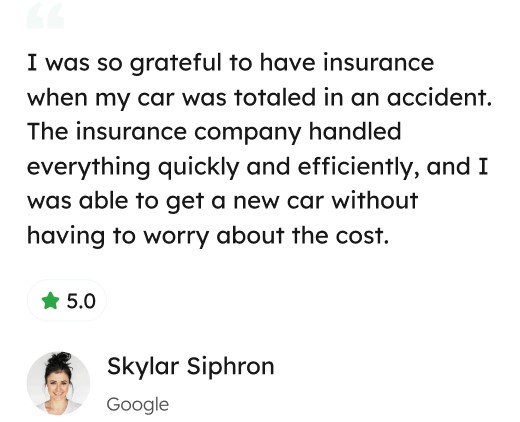 I was so grateful to have insurance
when my car was totaled in an accident.
The insurance company handled
everything quickly and efficiently, and I
was able to get a new car without
having to worry about the cost.
5.0
Skylar Siphron
Google